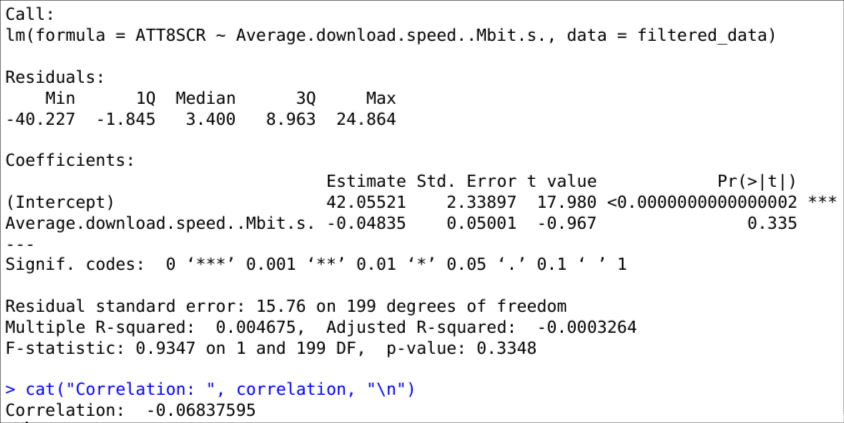 Call:
lm(formula = ATT8SCR ~ Average.download.speed..Mbit.s., data = filtered_data)
Residuals:
Min 1Q Median 3Q Max
-40.227 -1.845 3.400 8.963 24.864
Coefficients:
Estimate Std. Error t value Pr(>|t|)
(Intercept) 42.05521 2.33897 17.980 <0.0000000000000002 ***
Average.download.speed..Mbit.s. -0.04835 0.05001 -0.967 0.335
---
Signif. codes: 0 ‘***’ 0.001 ‘**’ 0.01 ‘*’ 0.05 ‘.’ 0.1 ‘ ’ 1
Residual standard error: 15.76 on 199 degrees of freedom
Multiple R-squared: 0.004675, Adjusted R-squared: -0.0003264
F-statistic: 0.9347 on 1 and 199 DF, p-value: 0.3348
> cat("Correlation: ", correlation, "\n")
Correlation: -0.06837595